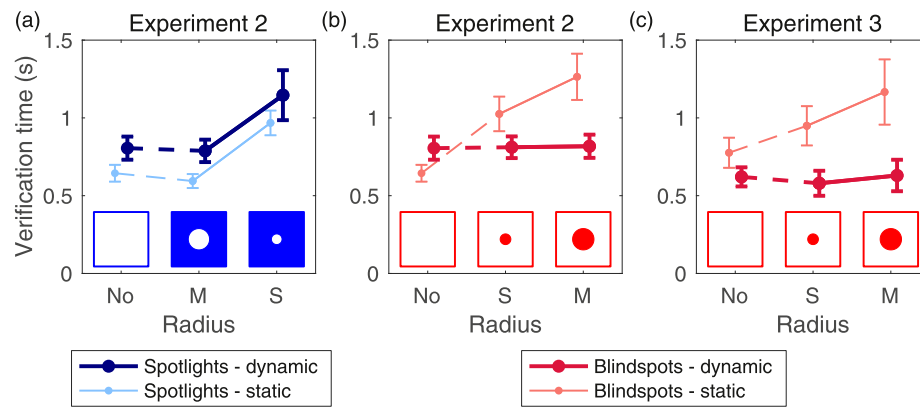 (a) Experiment 2
(b) Experiment 2
(c) Experiment 3
Verification time (s)
1.5
1
0.5
0
No M S
Radius
1.5
1
0.5
0
No S M
Radius
1.5
1
0.5
0
No S M
Radius
Spotlights - dynamic
Spotlights - static
Blindspots - dynamic
Blindspots - static